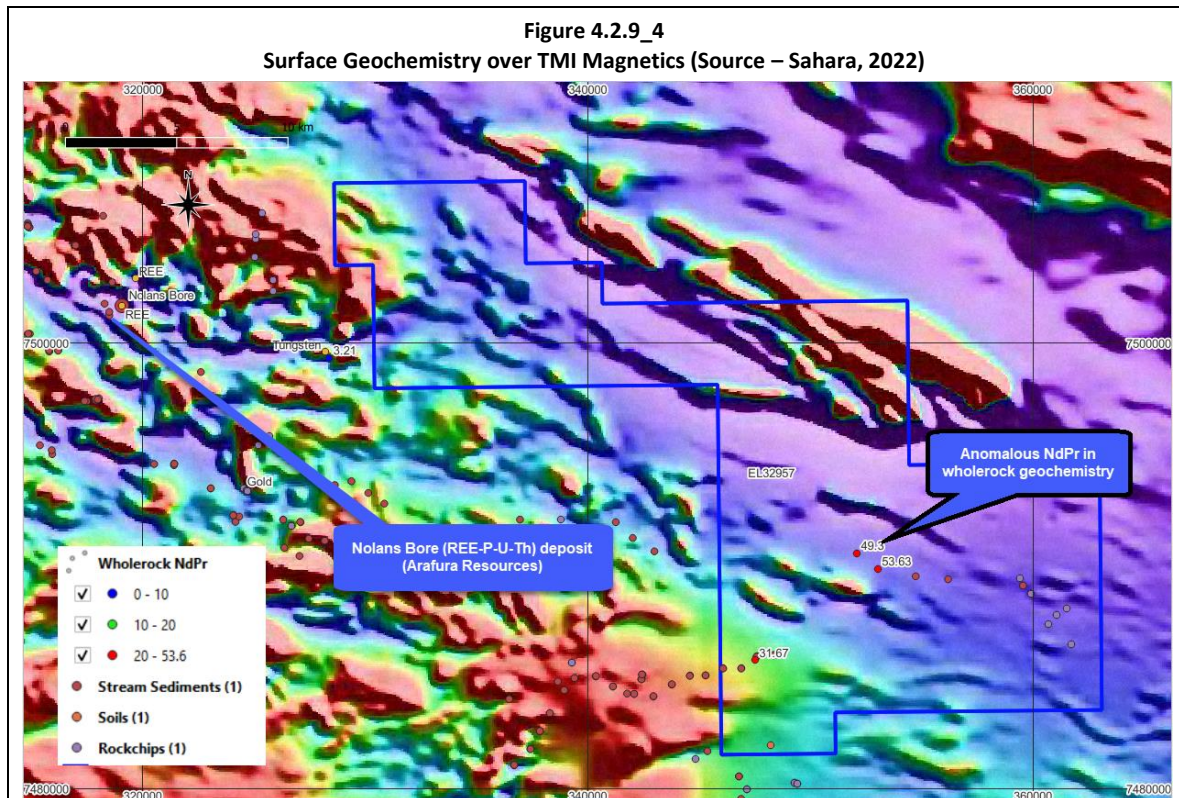 Figure 4.2.9_4
Surface Geochemistry over TMI Magnetics (Source – Sahara, 2022)
320000
340000
360000
10 km
N
REE
Nolans Bore
REE
7500000
Tungsten
3.21
7500000
Gold
EL32957
Anomalous NdPr in
wholerock geochemistry
49.3
53.63
Nolans Bore (REE-P-U-Th) deposit
(Arafura Resources)
31.67
Wholerock NdPr
0 - 10
10 - 20
20 - 53.6
Stream Sediments (1)
Soils (1)
Rockchips (1)
7480000
320000
340000
360000
7480000